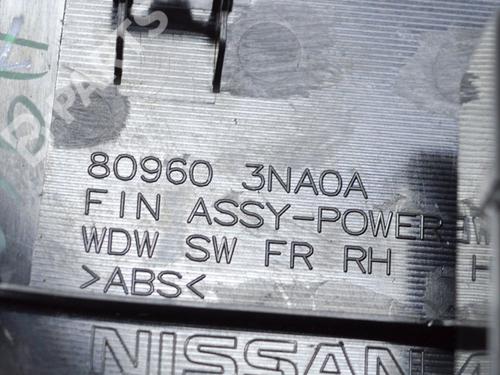 80960 3NA0A
FIN ASSY-POWER
WDW SW FR RH H
>ABS<
NISSAN